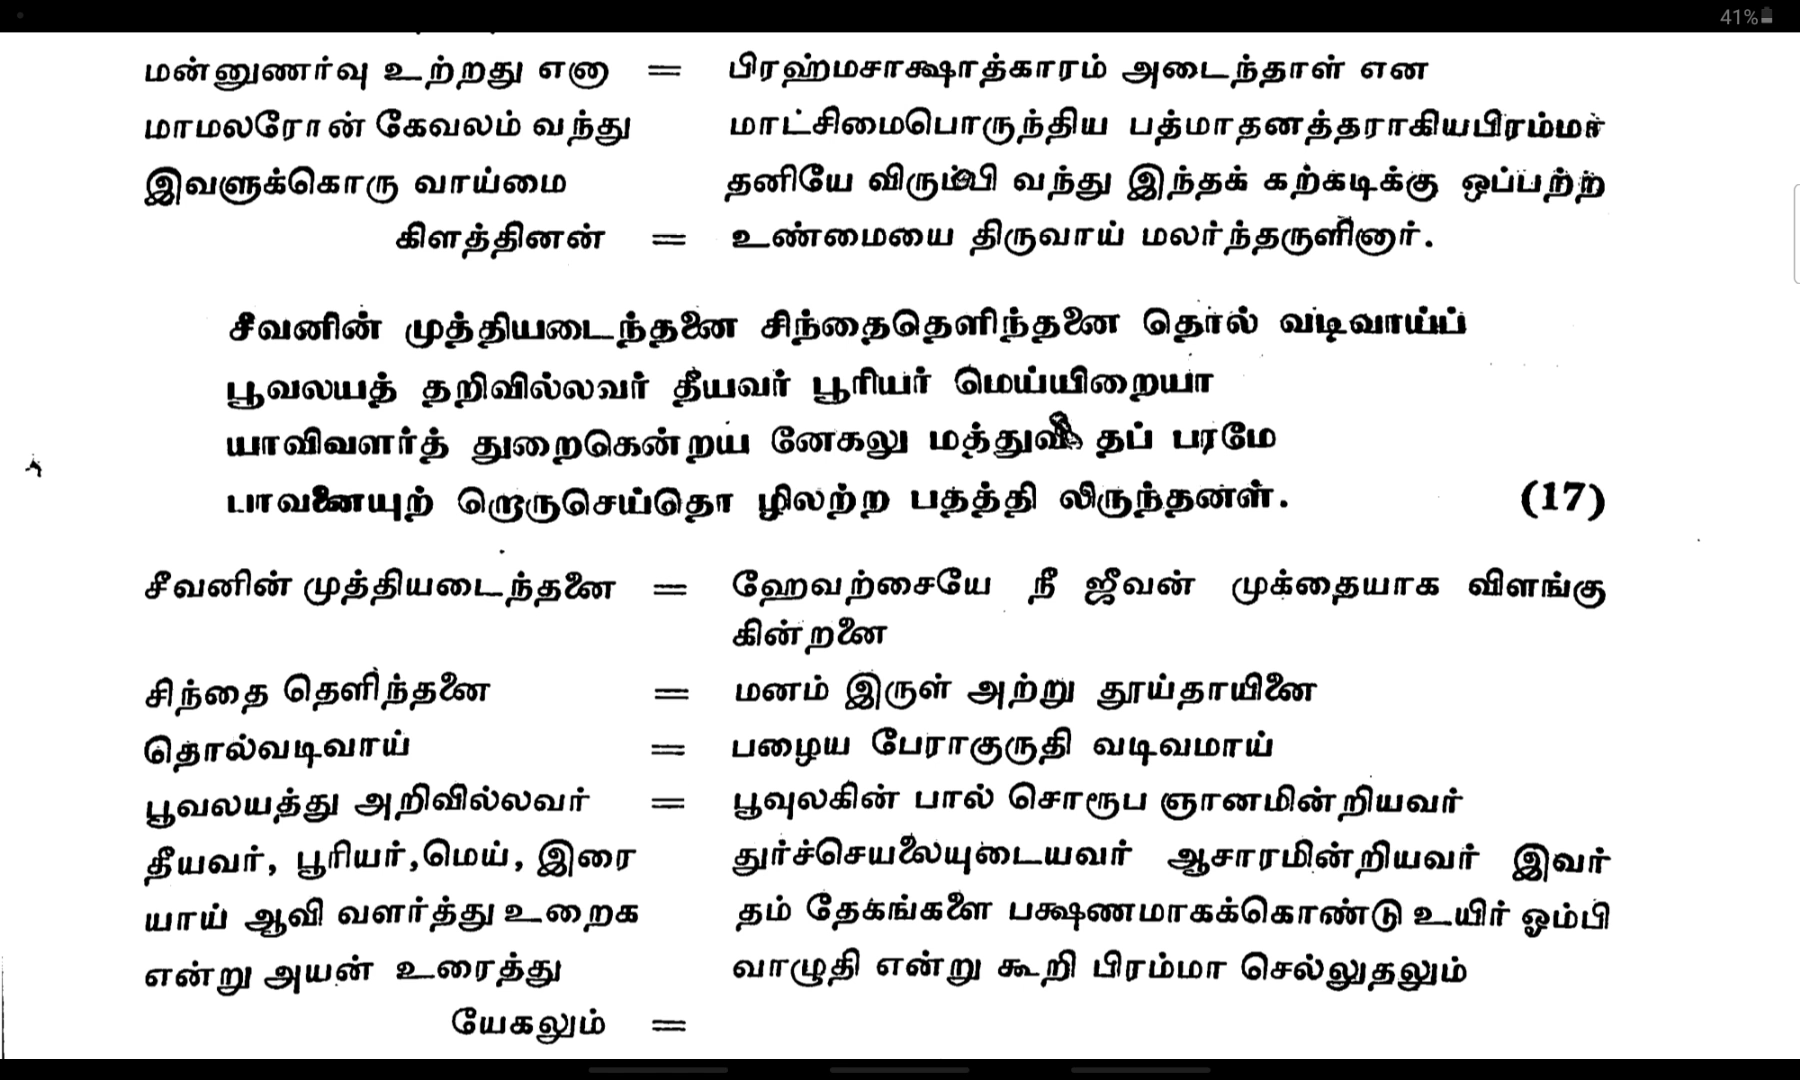 41%
மன்னுணர்வு உற்றது எனா = பிரஹ்மசாக்ஷாத்காரம் அடைந்தாள் என
மாமலரோன் கேவலம் வந்து மாட்சிமைபொருந்திய பத்மாதனத்தராகியபிரம்மர்
இவளுக்கொரு வாய்மை தனியே விரும்பி வந்து இந்தக் கற்கடிக்கு ஒப்பற்ற
கிளத்தினன் = உண்மையை திருவாய் மலர்ந்தருளினார்.
சீவனின் முத்தியடைந்தனை சிந்தைதெளிந்தனை தொல் வடிவாய்ப்
பூவலயத் தறிவில்லவர் தீயவர் பூரியர் மெய்யிறையா
யாவிவளர்த் துறைகென்றய னேகலு மத்துவி தப் பரமே
பாவனையுற் றொருசெய்தொ ழிலற்ற பதத்தி லிருந்தனள். (17)
சீவனின் முத்தியடைந்தனை = ஹேவற்சையே நீ ஜீவன் முக்தையாக விளங்கு
கின்றனை
சிந்தை தெளிந்தனை = மனம் இருள் அற்று தூய்தாயினை
தொல்வடிவாய் = பழைய பேராகுருதி வடிவமாய்
பூவலயத்து அறிவில்லவர் = பூவுலகின் பால் சொரூப ஞானமின்றியவர்
தீயவர், பூரியர்,மெய், இரை துர்ச்செயலையுடையவர் ஆசாரமின்றியவர் இவர்
யாய் ஆவி வளர்த்து உறைக தம் தேகங்களை பக்ஷணமாகக்கொண்டு உயிர் ஓம்பி
என்று அயன் உரைத்து வாழுதி என்று கூறி பிரம்மா செல்லுதலும்
யேகலும் =